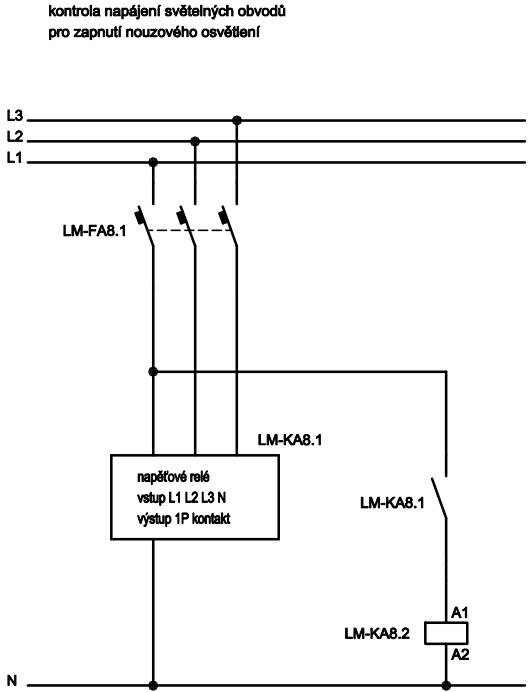 kontrola napájení světelných obvodů
pro zapnutí nouzového osvětlení
L3
L2
L1
LM-FA8.1
LM-KA8.1
napěťové relé
vstup L1 L2 L3 N
výstup 1P kontakt
LM-KA8.1
A1
LM-KA8.2
A2
N